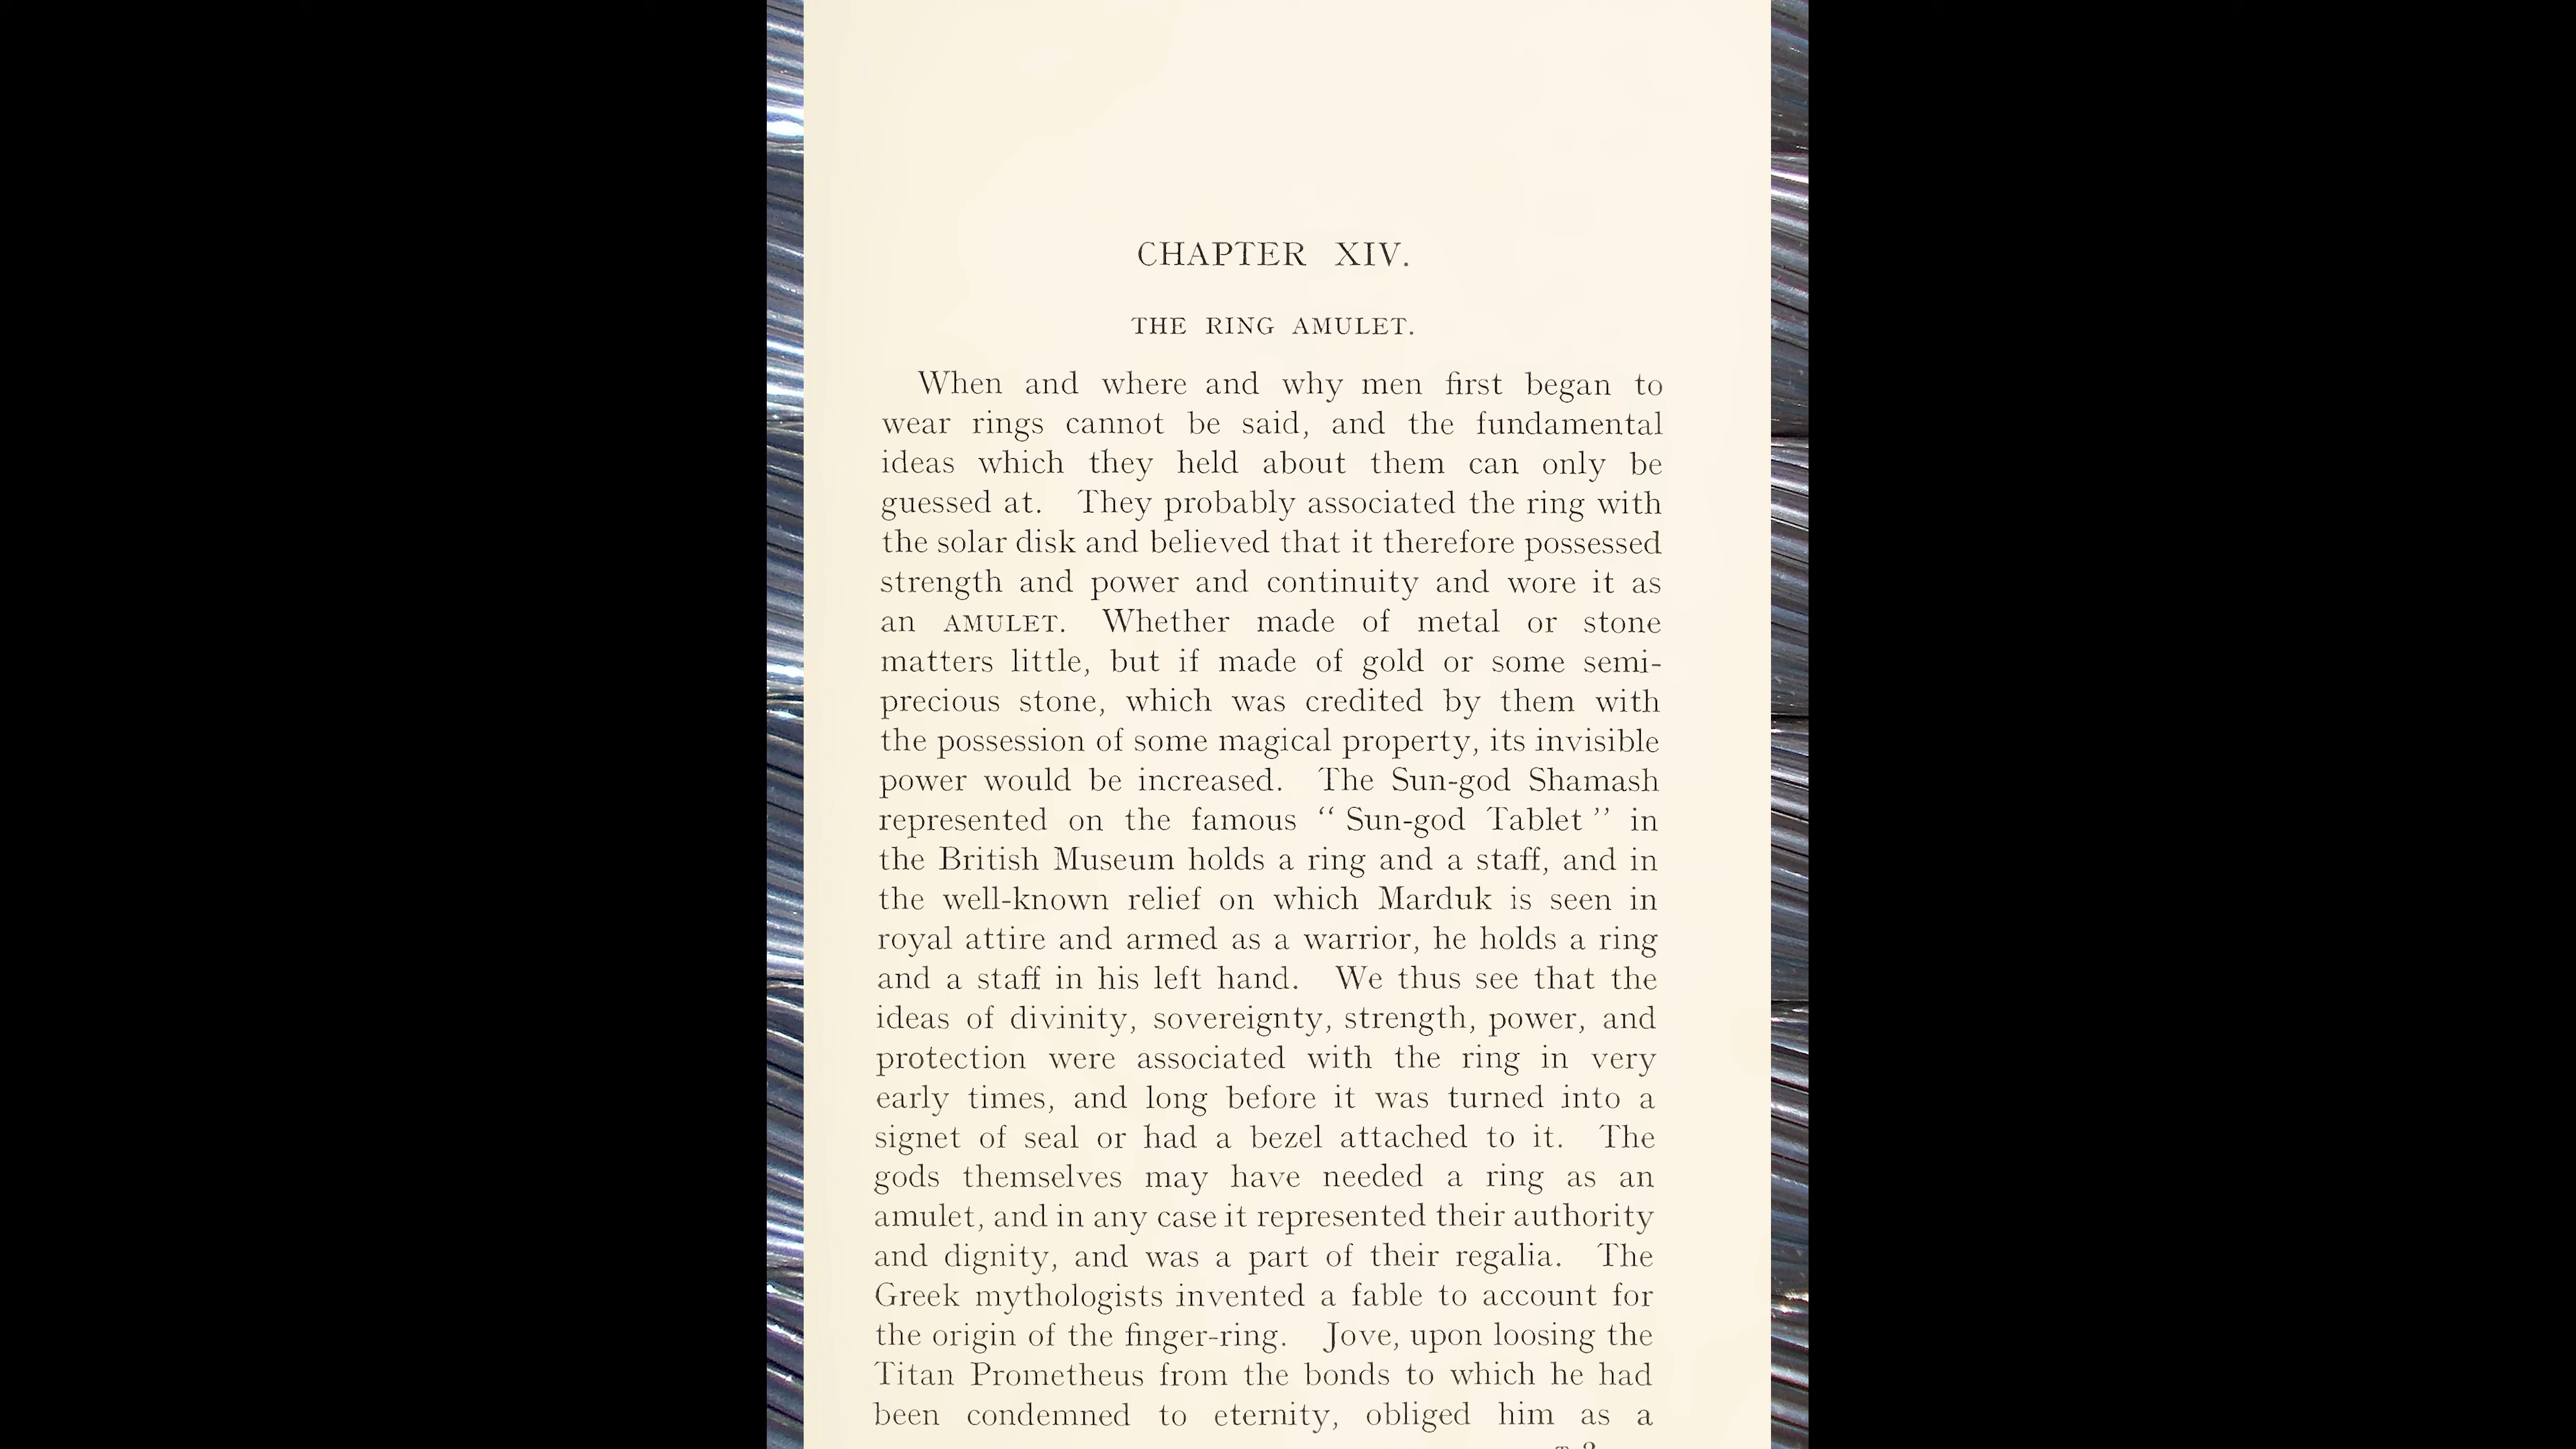 CHAPTER XIV.
THE RING AMULET.
When and where and why men first began to
wear rings cannot be said, and the fundamental
ideas which they held about them can only be
guessed at. They probably associated the ring with
the solar disk and believed that it therefore possessed
strength and power and continuity and wore it as
an AMULET. Whether made of metal or stone
matters little, but if made of gold or some semi-
precious stone, which was credited by them with
the possession of some magical property, its invisible
power would be increased. The Sun-god Shamash
represented on the famous “ Sun-god Tablet ” in
the British Museum holds a ring and a staff, and in
the well-known relief on which Marduk is seen in
royal attire and armed as a warrior, he holds a ring
and a staff in his left hand. We thus see that the
ideas of divinity, sovereignty, strength, power, and
protection were associated with the ring in very
early times, and long before it was turned into a
signet of seal or had a bezel attached to it. The
gods themselves may have needed a ring as an
amulet, and in any case it represented their authority
and dignity, and was a part of their regalia. The
Greek mythologists invented a fable to account for
the origin of the finger-ring. Jove, upon loosing the
Titan Prometheus from the bonds to which he had
been condemned to eternity, obliged him as a